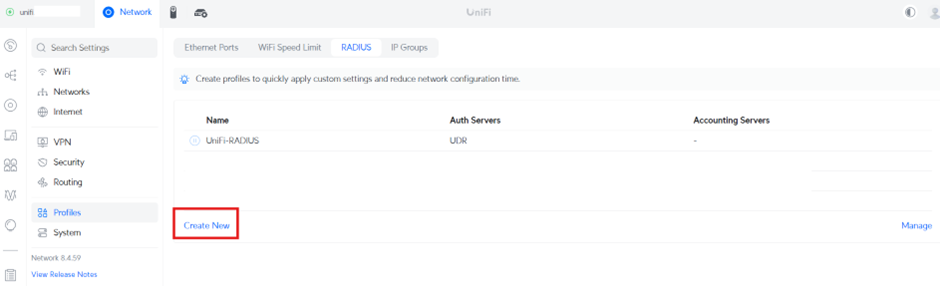 unifi
Network
UniFi
Search Settings
WiFi
Networks
Internet
VPN
Security
Routing
Profiles
System
Network 8.4.59
View Release Notes
Ethernet Ports WiFi Speed Limit RADIUS IP Groups
Create profiles to quickly apply custom settings and reduce network configuration time.
Name Auth Servers Accounting Servers
UniFi-RADIUS UDR -
Create New Manage